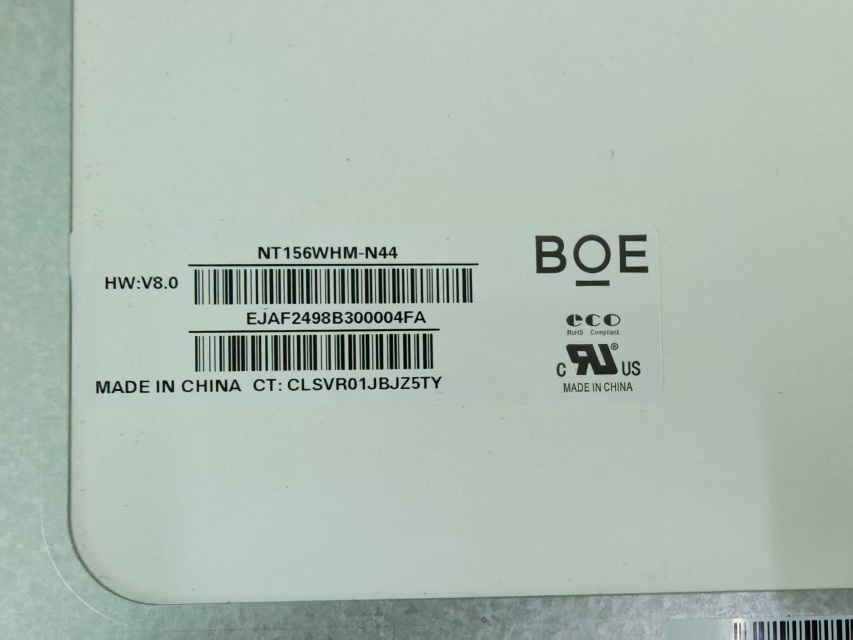 NT156WHM-N44
HW:V8.0
EJAF2498B300004FA
MADE IN CHINA CT: CLSVR01JBJZ5TY
BOE
eco
RoHS Compliant
C RU® US
MADE IN CHINA